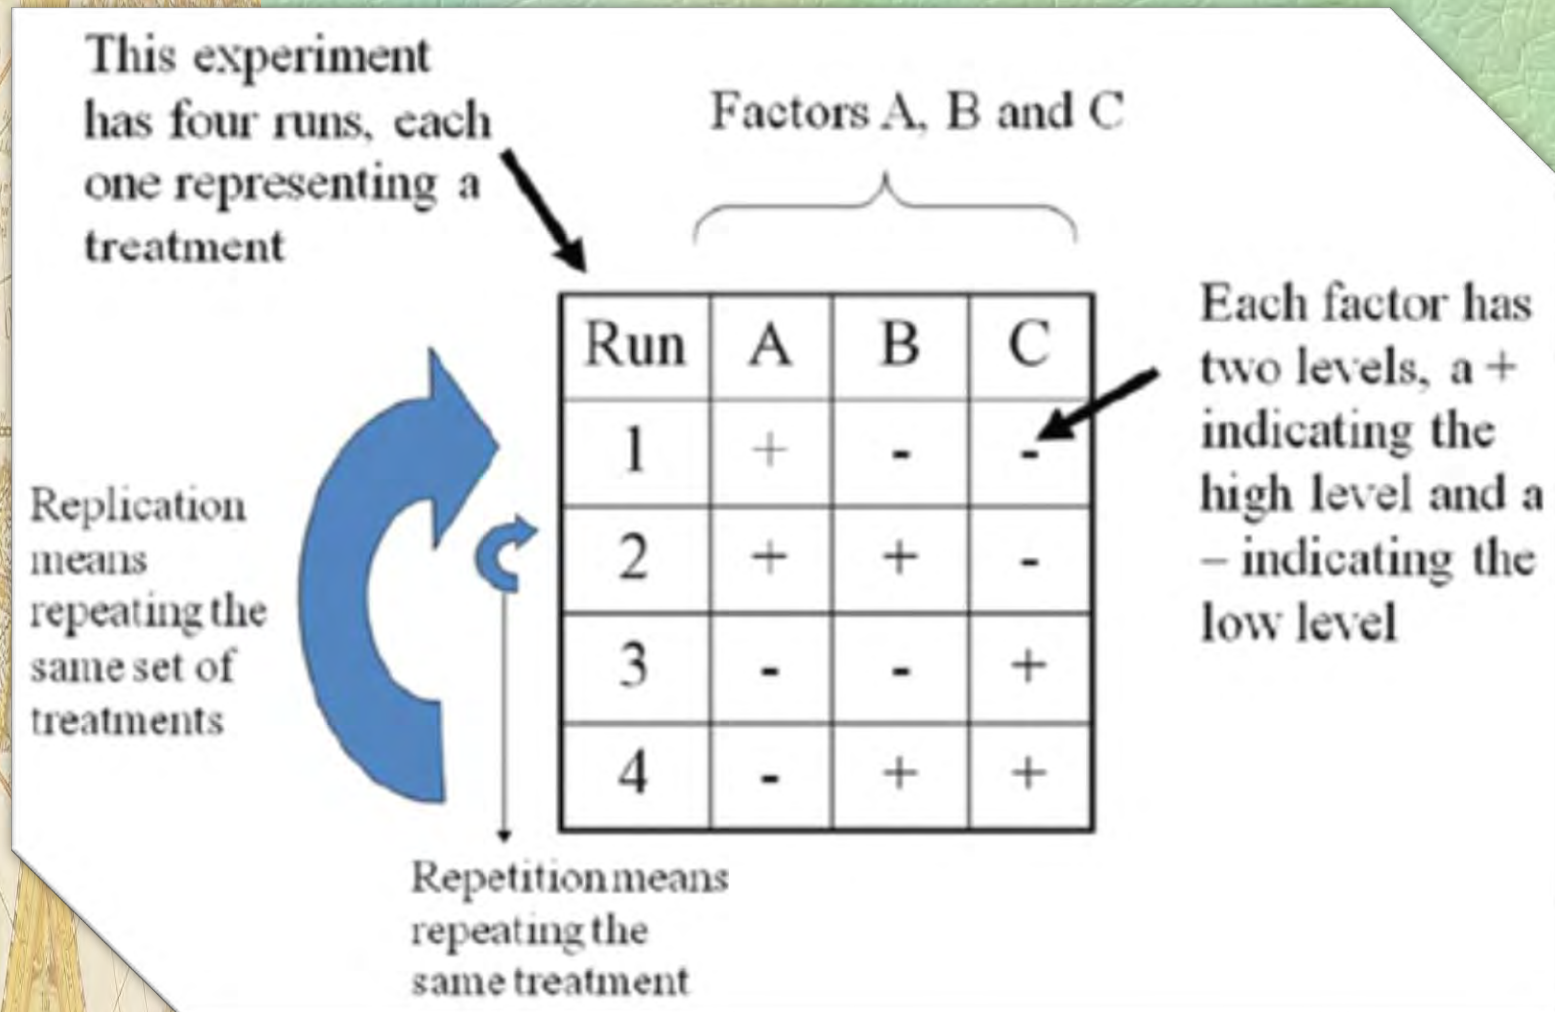 This experiment
has four runs, each
one representing a
treatment
Factors A, B and C
Run A B C
1 + - -
2 + + -
3 - - +
4 - + +
Each factor has
two levels, a +
indicating the
high level and a
– indicating the
low level
Replication
means
repeating the
same set of
treatments
Repetition means
repeating the
same treatment